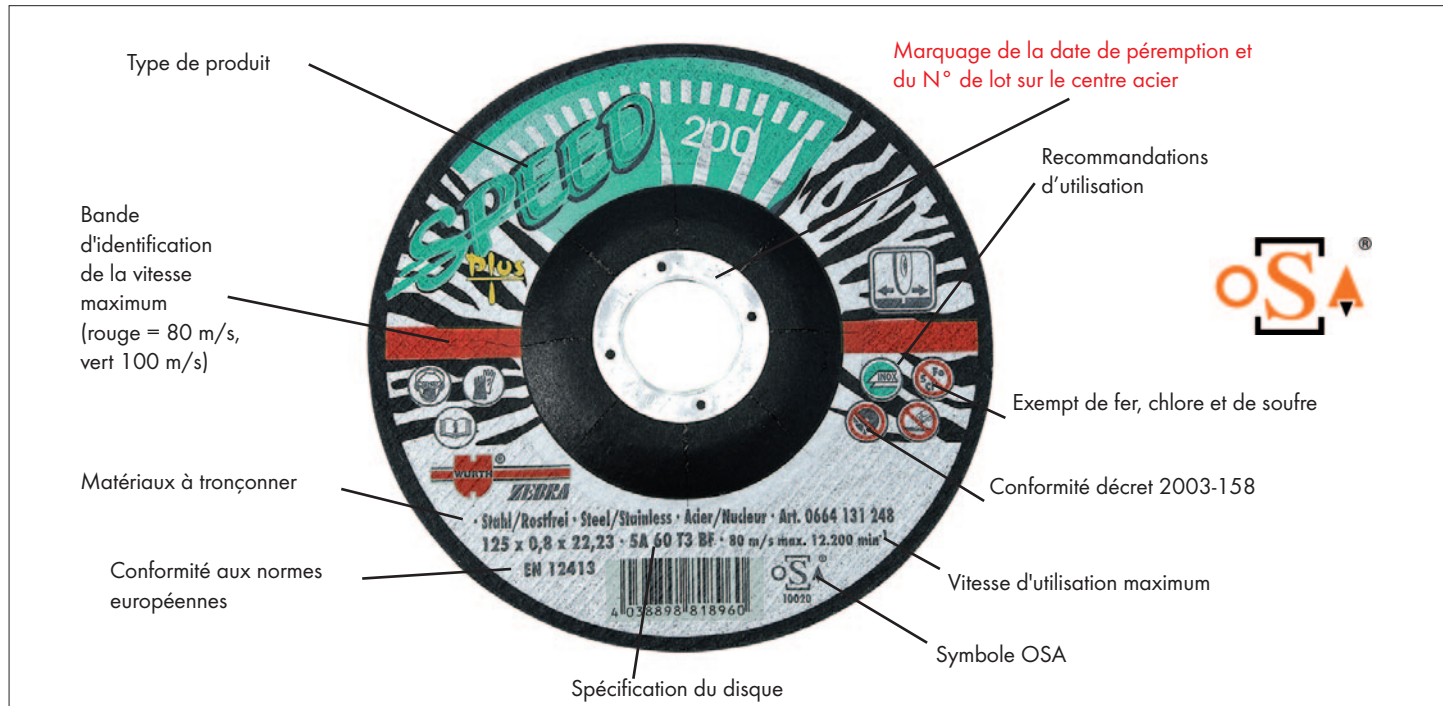 Type de produit
Marquage de la date de péremption et
du N° de lot sur le centre acier
Recommandations
d'utilisation
Bande
d'identification
de la vitesse
maximum
(rouge = 80 m/s,
vert 100 m/s)
SPEED
200
plus
oSA®
INOX
Fe
S Cl
Exempt de fer, chlore et de soufre
Matériaux à tronçonner
WURTH®
ZEBRA
Conformité décret 2003-158
· Stahl/Rostfrei · Steel/Stainless · Acier/Nucleur · Art. 0664 131 248
125 x 0,8 x 22,23 · 5A 60 T3 BF · 80 m/s max. 12.200 min⁻¹
EN 12413
Conformité aux normes
européennes
4 038898 818960
oSA®
10020
Vitesse d'utilisation maximum
Symbole OSA
Spécification du disque